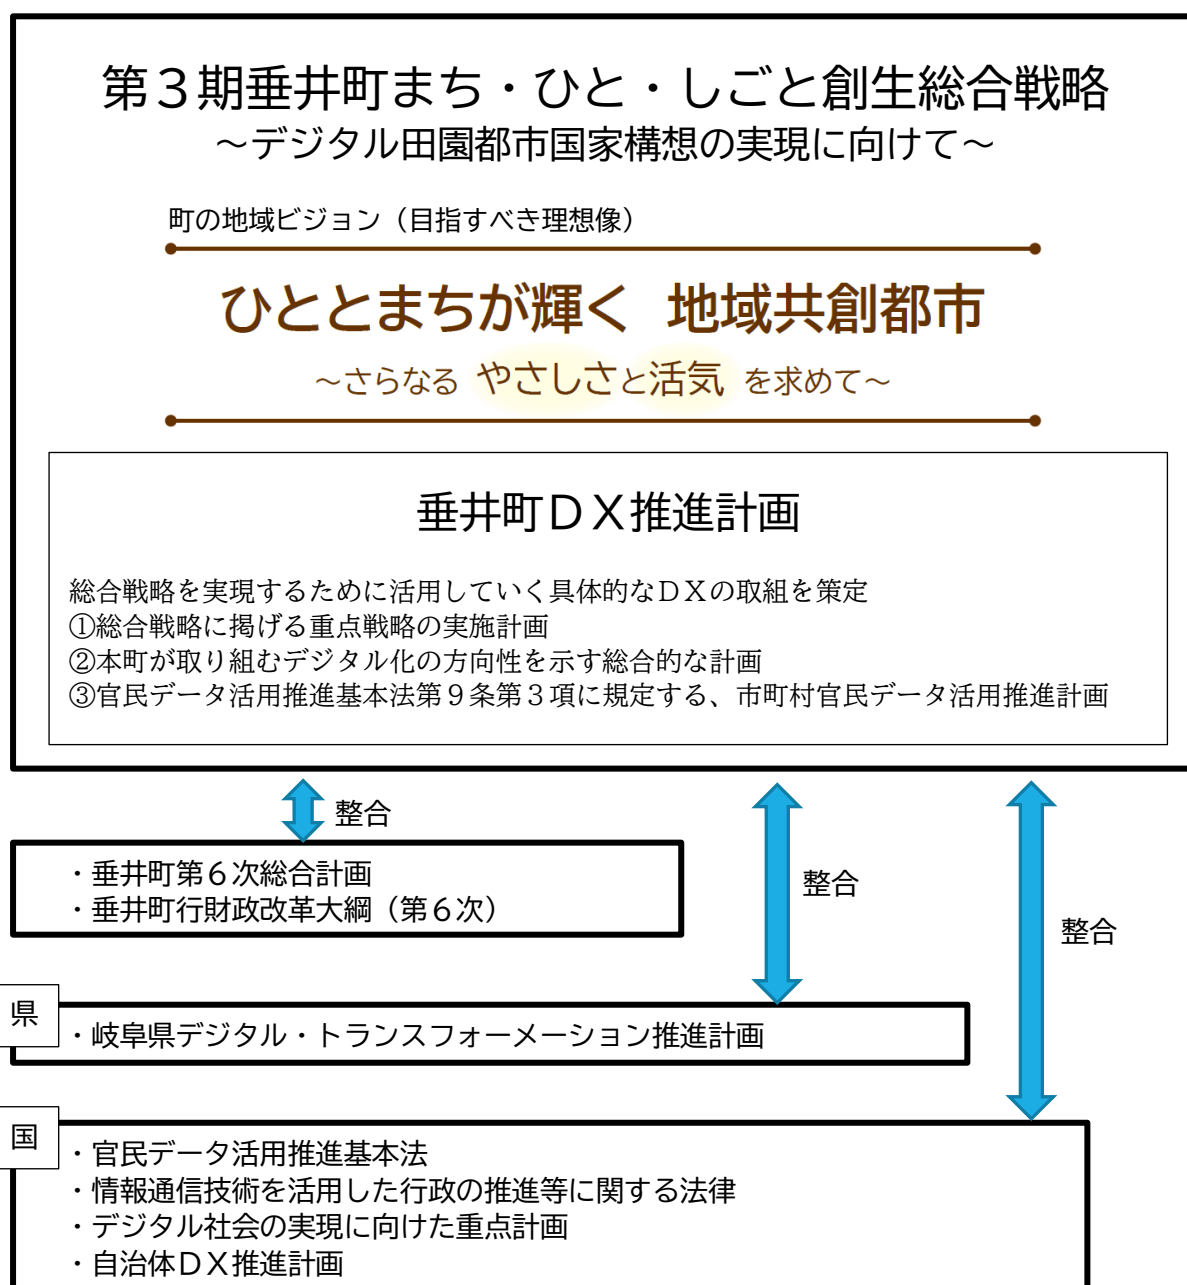 第３期垂井町まち・ひと・しごと創生総合戦略
～デジタル田園都市国家構想の実現に向けて～
町の地域ビジョン（目指すべき理想像）
ひととまちが輝く 地域共創都市
～さらなる やさしさと活気 を求めて～
垂井町ＤＸ推進計画
総合戦略を実現するために活用していく具体的なＤＸの取組を策定
①総合戦略に掲げる重点戦略の実施計画
②本町が取り組むデジタル化の方向性を示す総合的な計画
③官民データ活用推進基本法第９条第３項に規定する、市町村官民データ活用推進計画
整合
・垂井町第６次総合計画
・垂井町行財政改革大綱（第６次）
整合
整合
県
・岐阜県デジタル・トランスフォーメーション推進計画
国
・官民データ活用推進基本法
・情報通信技術を活用した行政の推進等に関する法律
・デジタル社会の実現に向けた重点計画
・自治体ＤＸ推進計画